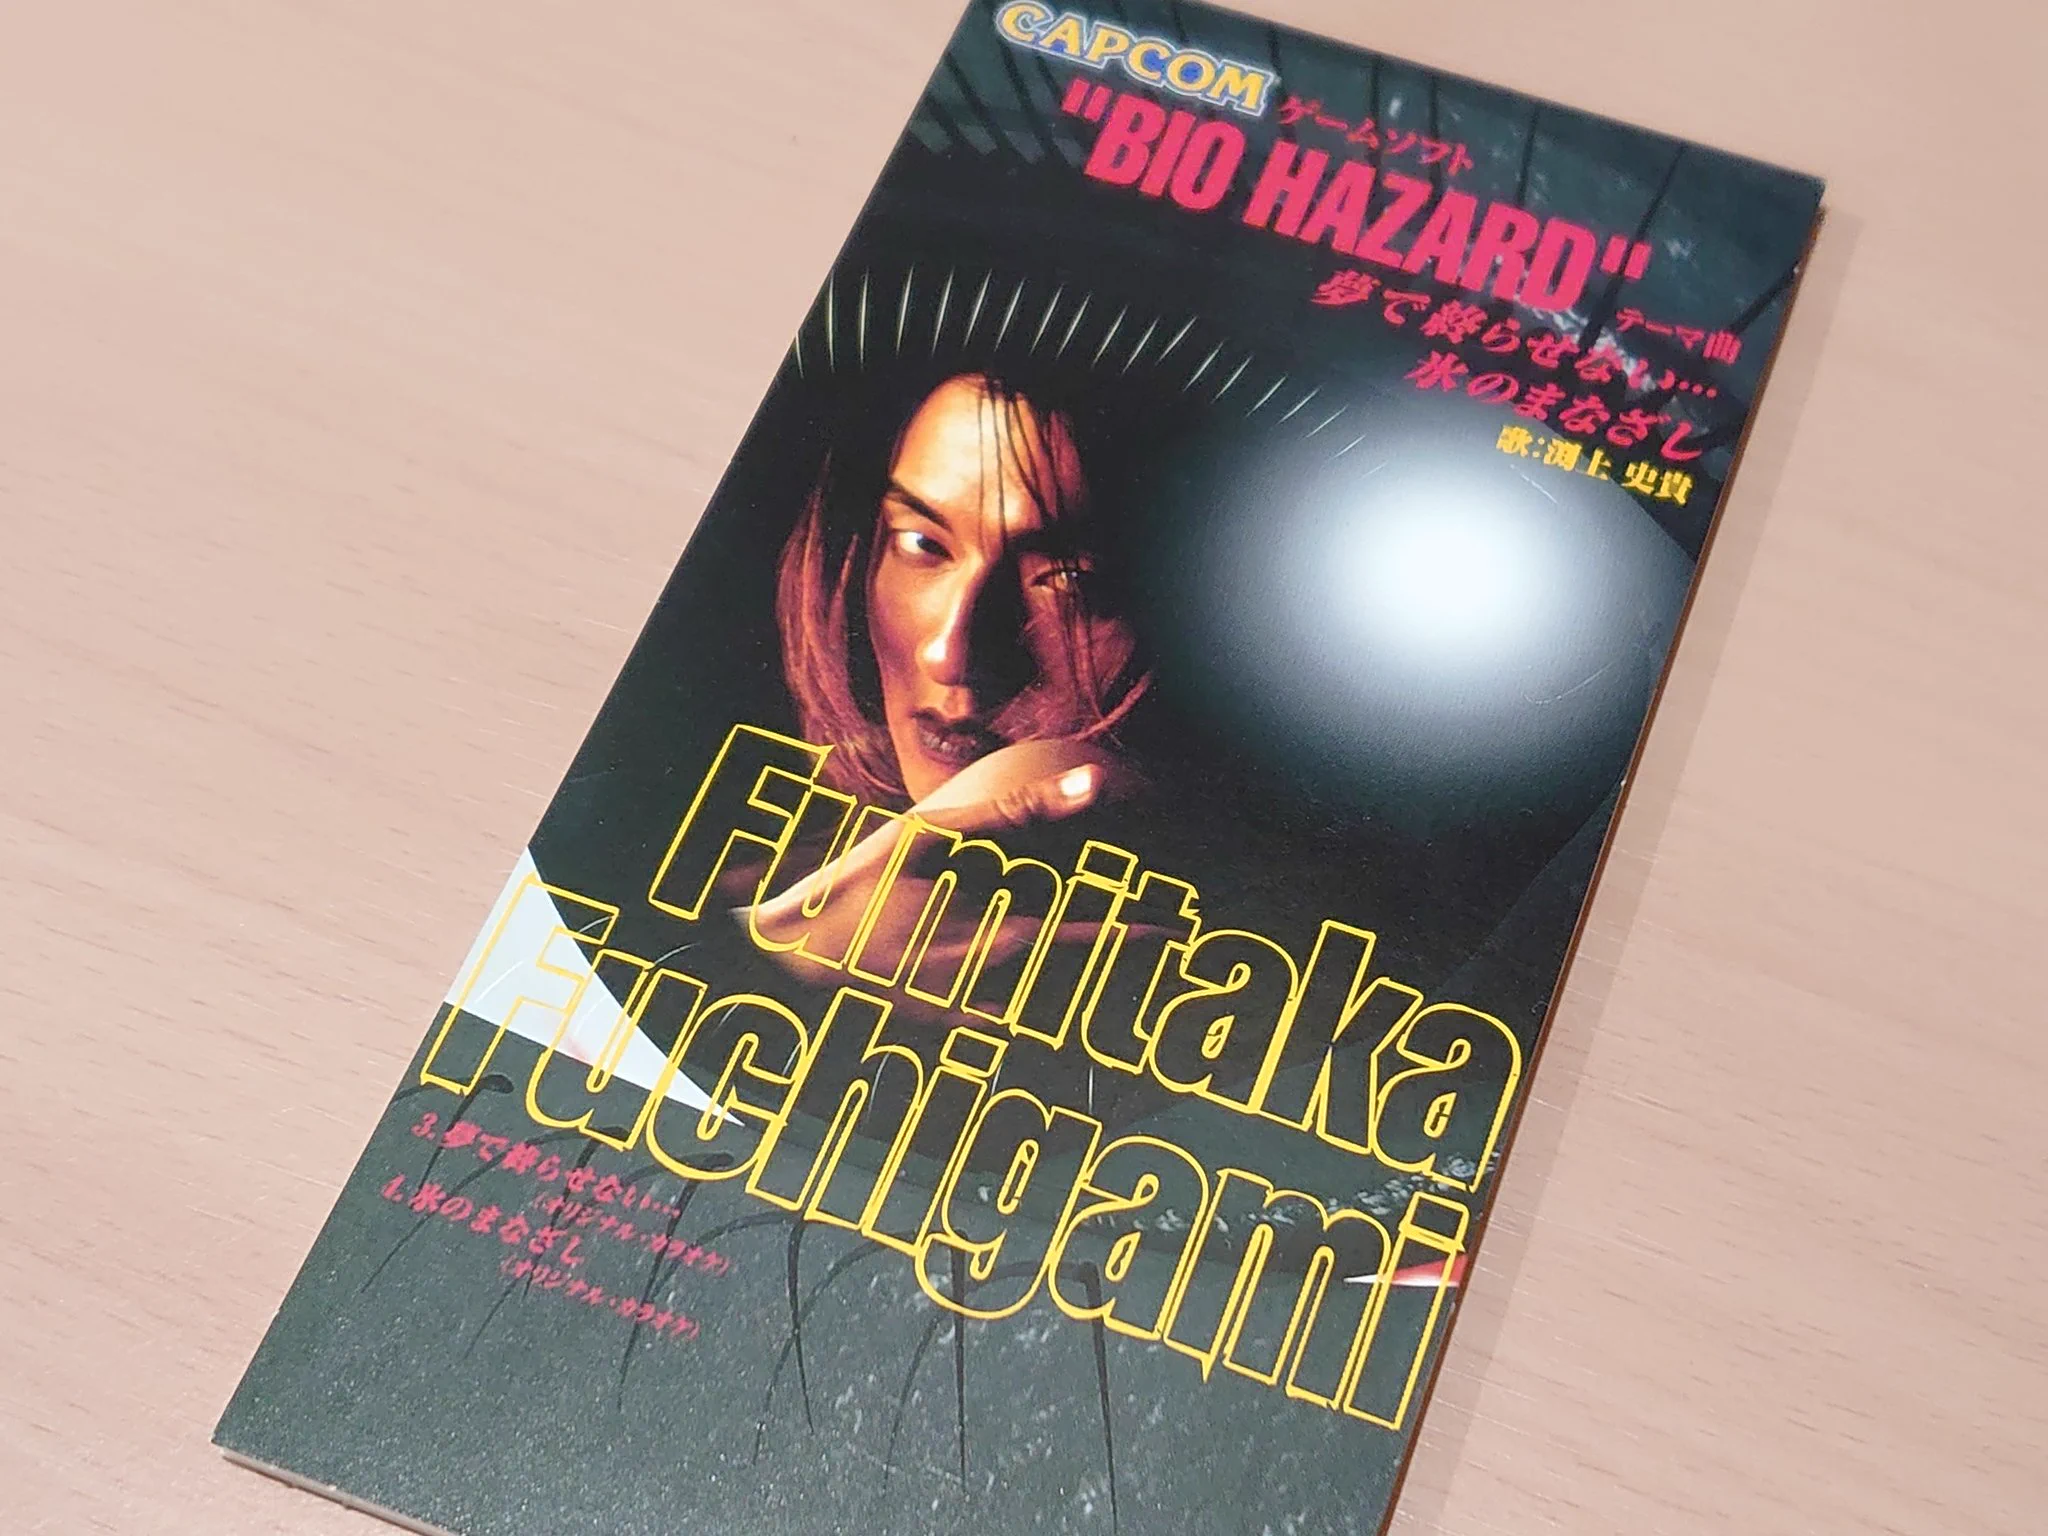 CAPCOM
ゲームソフト
"BIO HAZARD"
テーマ曲
夢で終らせない…
氷のまなざし
歌:渕上 史貴
Fumitaka
Fuchigami
3.夢で終らせない…
(オリジナル・カラオケ)
4.氷のまなざし
(オリジナル・カラオケ)